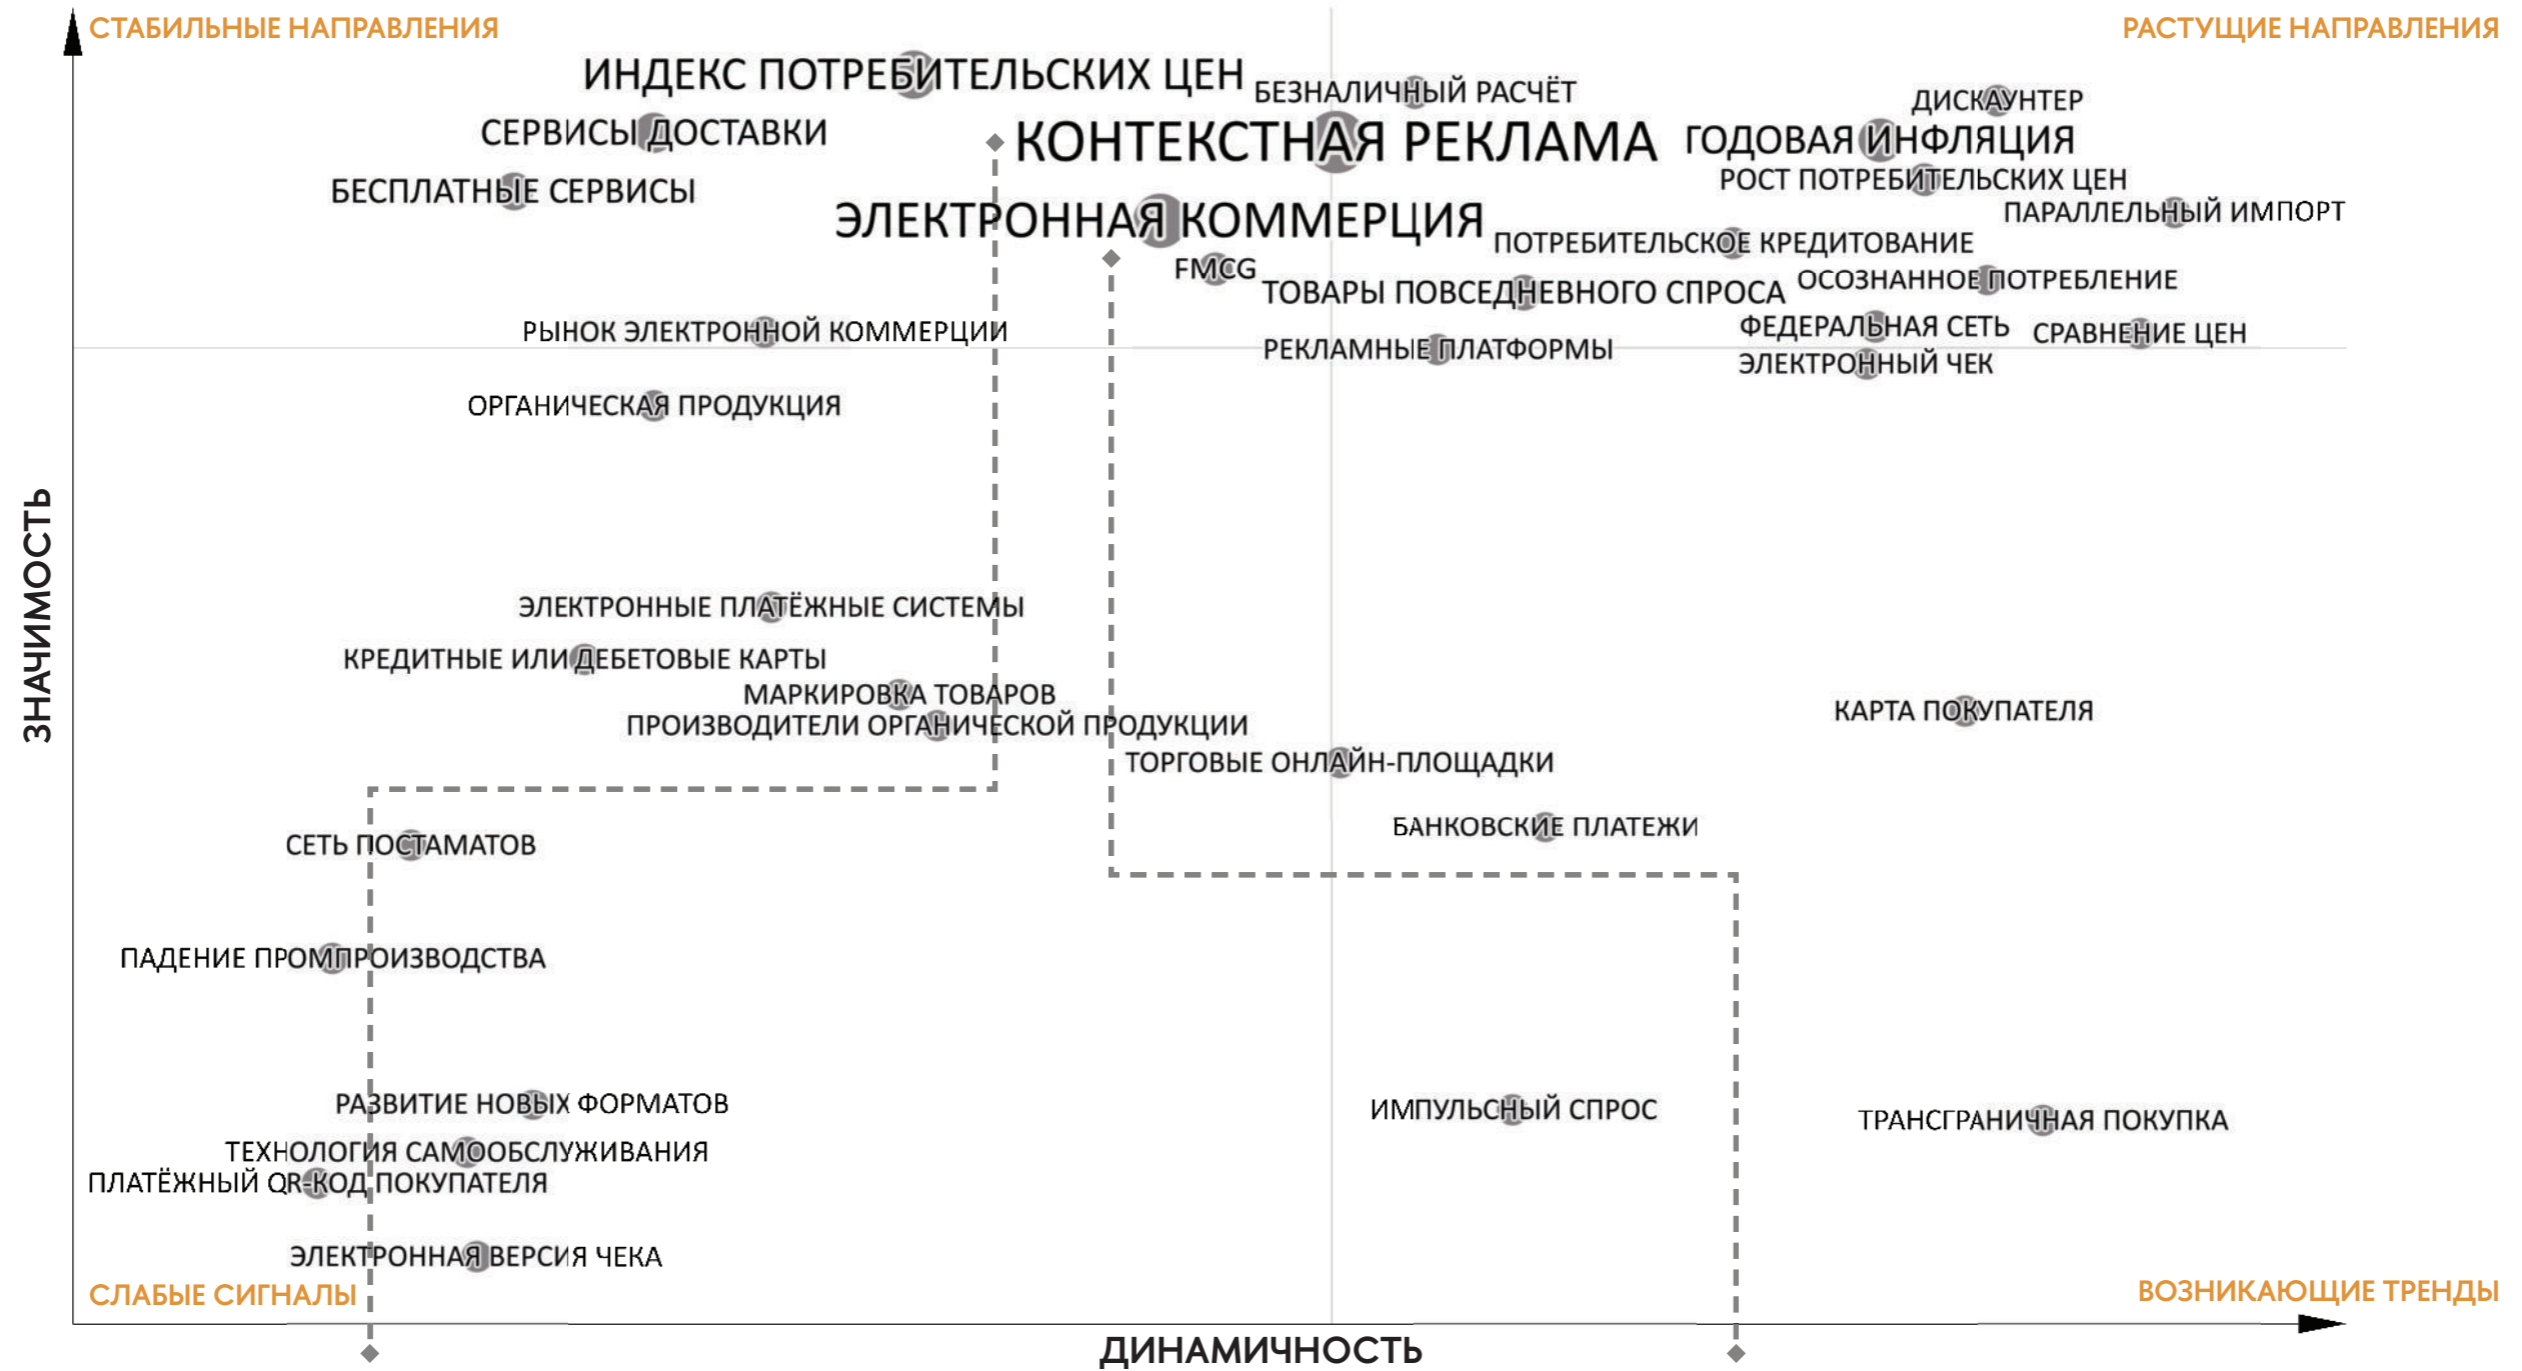 СТАБИЛЬНЫЕ НАПРАВЛЕНИЯ
РАСТУЩИЕ НАПРАВЛЕНИЯ
ИНДЕКС ПОТРЕБИТЕЛЬСКИХ ЦЕН
БЕЗНАЛИЧНЫЙ РАСЧЁТ
ДИСКАУНТЕР
СЕРВИСЫ ДОСТАВКИ
КОНТЕКСТНАЯ РЕКЛАМА
ГОДОВАЯ ИНФЛЯЦИЯ
БЕСПЛАТНЫЕ СЕРВИСЫ
РОСТ ПОТРЕБИТЕЛЬСКИХ ЦЕН
ПАРАЛЛЕЛЬНЫЙ ИМПОРТ
ЭЛЕКТРОННАЯ КОММЕРЦИЯ
ПОТРЕБИТЕЛЬСКОЕ КРЕДИТОВАНИЕ
FMCG
ТОВАРЫ ПОВСЕДНЕВНОГО СПРОСА
ОСОЗНАННОЕ ПОТРЕБЛЕНИЕ
РЫНОК ЭЛЕКТРОННОЙ КОММЕРЦИИ
ФЕДЕРАЛЬНАЯ СЕТЬ
СРАВНЕНИЕ ЦЕН
РЕКЛАМНЫЕ ПЛАТФОРМЫ
ЭЛЕКТРОННЫЙ ЧЕК
ОРГАНИЧЕСКАЯ ПРОДУКЦИЯ
ЗНАЧИМОСТЬ
ЭЛЕКТРОННЫЕ ПЛАТЁЖНЫЕ СИСТЕМЫ
КРЕДИТНЫЕ ИЛИ ДЕБЕТОВЫЕ КАРТЫ
МАРКИРОВКА ТОВАРОВ
КАРТА ПОКУПАТЕЛЯ
ПРОИЗВОДИТЕЛИ ОРГАНИЧЕСКОЙ ПРОДУКЦИИ
ТОРГОВЫЕ ОНЛАЙН-ПЛОЩАДКИ
БАНКОВСКИЕ ПЛАТЕЖИ
СЕТЬ ПОСТАМАТОВ
ПАДЕНИЕ ПРОМПРОИЗВОДСТВА
РАЗВИТИЕ НОВЫХ ФОРМАТОВ
ИМПУЛЬСНЫЙ СПРОС
ТРАНСГРАНИЧНАЯ ПОКУПКА
ТЕХНОЛОГИЯ САМООБСЛУЖИВАНИЯ
ПЛАТЁЖНЫЙ QR-КОД ПОКУПАТЕЛЯ
ЭЛЕКТРОННАЯ ВЕРСИЯ ЧЕКА
СЛАБЫЕ СИГНАЛЫ
ВОЗНИКАЮЩИЕ ТРЕНДЫ
ДИНАМИЧНОСТЬ